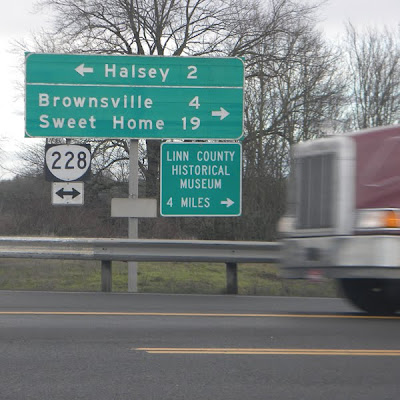 ← Halsey 2
Brownsville 4
Sweet Home 19 →
228
LINN COUNTY
HISTORICAL
MUSEUM
4 MILES →